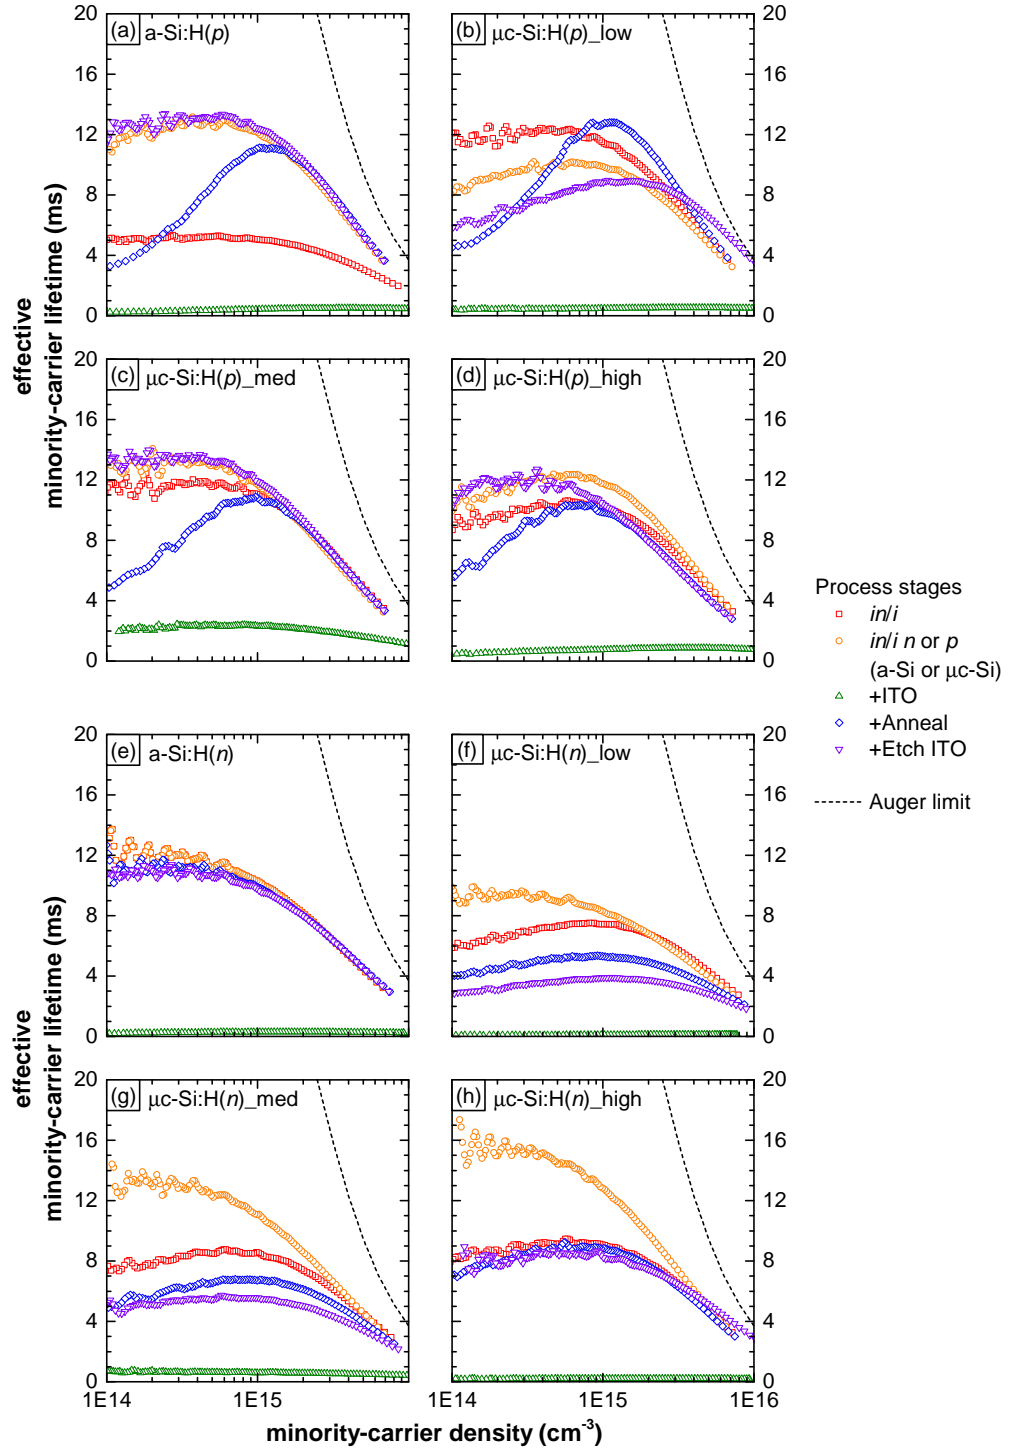 (a) a-Si:H(p)
20
16
12
8
4
0
(b) μc-Si:H(p)_low
20
16
12
8
4
0
(c) μc-Si:H(p)_med
20
16
12
8
4
0
(d) μc-Si:H(p)_high
20
16
12
8
4
0
effective
minority-carrier lifetime (ms)
Process stages
in/i
in/i n or p
(a-Si or μc-Si)
+ITO
+Anneal
+Etch ITO
Auger limit
(e) a-Si:H(n)
20
16
12
8
4
0
(f) μc-Si:H(n)_low
20
16
12
8
4
0
(g) μc-Si:H(n)_med
20
16
12
8
4
0
(h) μc-Si:H(n)_high
20
16
12
8
4
0
effective
minority-carrier lifetime (ms)
1E14 1E15 1E14 1E15 1E16
minority-carrier density (cm⁻³)